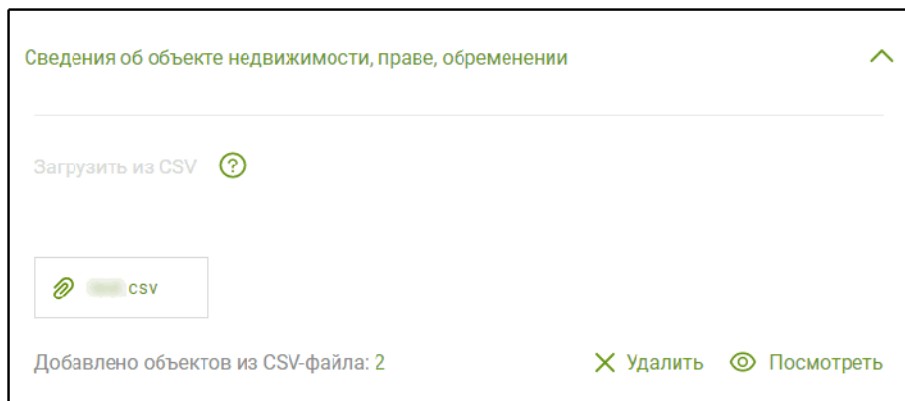 Сведения об объекте недвижимости, праве, обременении
Загрузить из CSV ?
csv
Добавлено объектов из CSV-файла: 2 Удалить Посмотреть